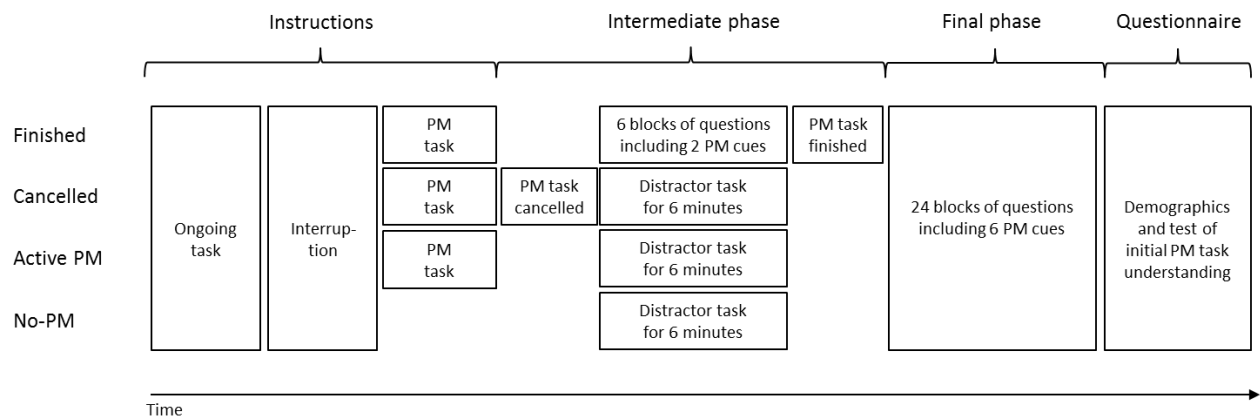 Instructions
Intermediate phase
Final phase
Questionnaire
Finished
PM
task
6 blocks of questions
including 2 PM cues
PM task
finished
Cancelled
PM
task
PM task
cancelled
Distractor task
for 6 minutes
Ongoing
task
Interrup-
tion
24 blocks of questions
including 6 PM cues
Demographics
and test of
initial PM task
understanding
Active PM
PM
task
Distractor task
for 6 minutes
No-PM
Distractor task
for 6 minutes
Time